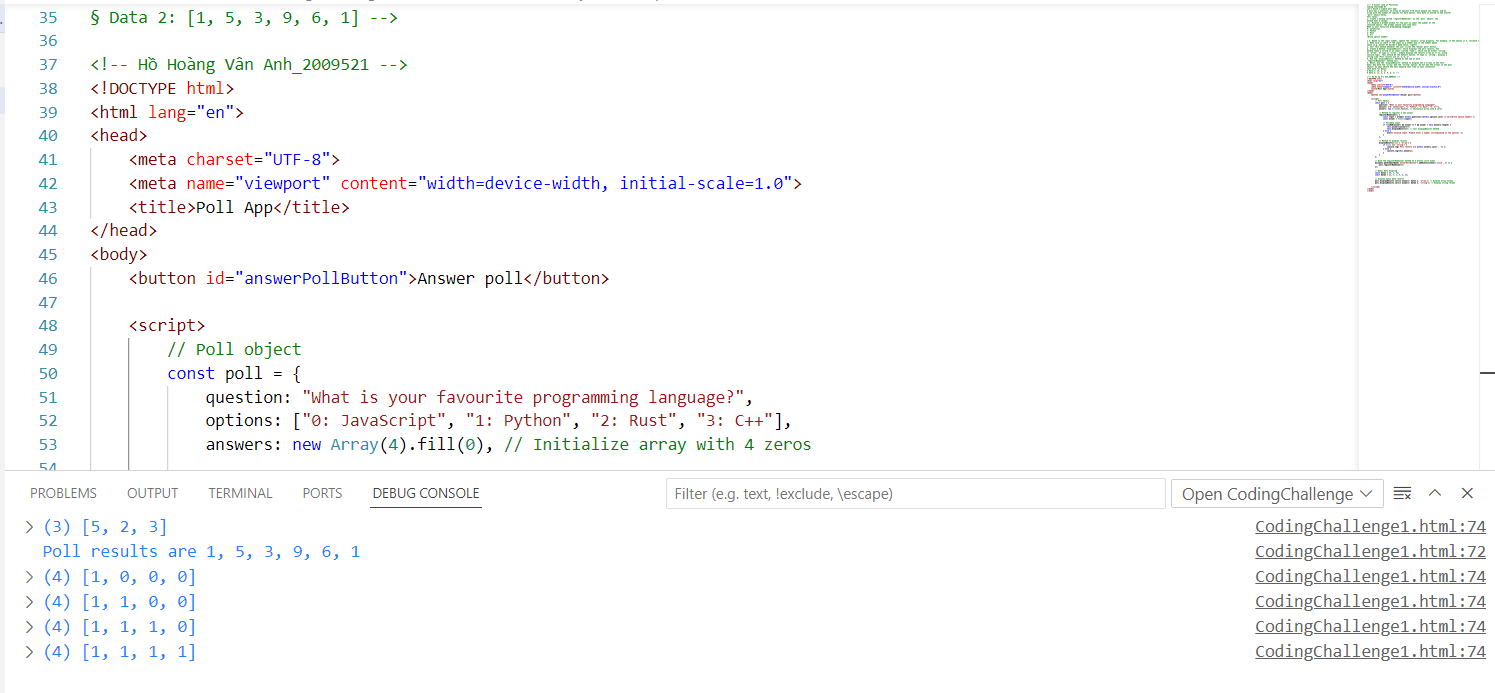 35 § Data 2: [1, 5, 3, 9, 6, 1] -->
36
37 <!-- Hồ Hoàng Vân Anh_2009521 -->
38 <!DOCTYPE html>
39 <html lang="en">
40 <head>
41 <meta charset="UTF-8">
42 <meta name="viewport" content="width=device-width, initial-scale=1.0">
43 <title>Poll App</title>
44 </head>
45 <body>
46 <button id="answerPollButton">Answer poll</button>
47
48 <script>
49 // Poll object
50 const poll = {
51 question: "What is your favourite programming language?",
52 options: ["0: JavaScript", "1: Python", "2: Rust", "3: C++"],
53 answers: new Array(4).fill(0), // Initialize array with 4 zeros
54
PROBLEMS OUTPUT TERMINAL PORTS DEBUG CONSOLE Filter (e.g. text, !exclude, \escape) Open CodingChallenge
> (3) [5, 2, 3] CodingChallenge1.html:74
Poll results are 1, 5, 3, 9, 6, 1 CodingChallenge1.html:72
> (4) [1, 0, 0, 0] CodingChallenge1.html:74
> (4) [1, 1, 0, 0] CodingChallenge1.html:74
> (4) [1, 1, 1, 0] CodingChallenge1.html:74
> (4) [1, 1, 1, 1] CodingChallenge1.html:74